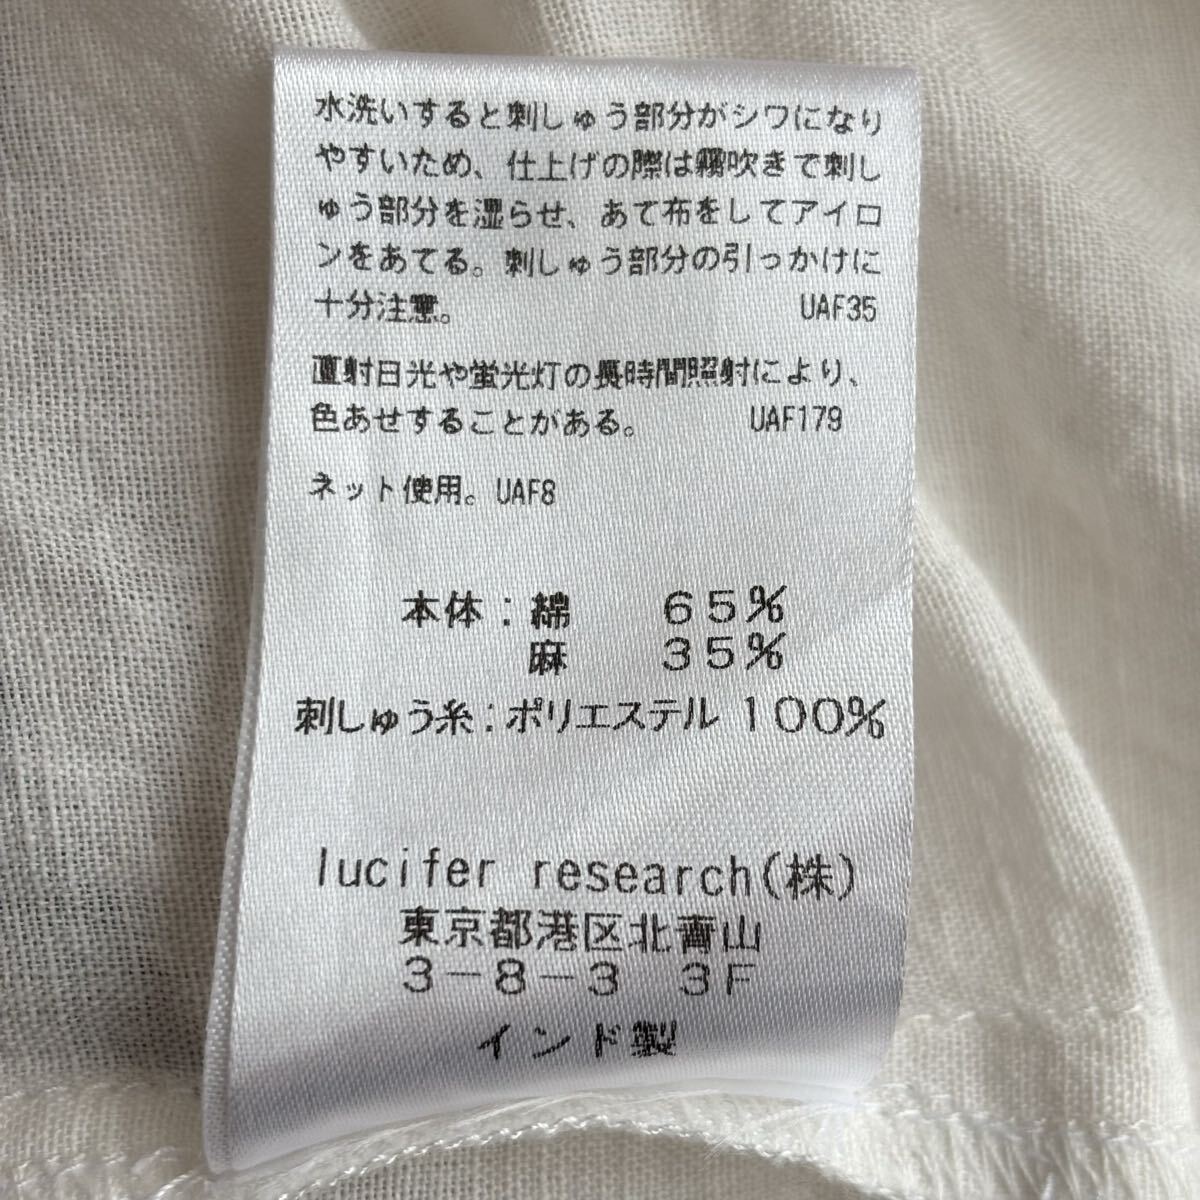 水洗いすると刺しゅう部分がシワになり
やすいため、仕上げの際は霧吹きで刺し
ゅう部分を湿らせ、あて布をしてアイロ
ンをあてる。刺しゅう部分の引っかけに
十分注意。 UAF35
直射日光や蛍光灯の長時間照射により、
色あせすることがある。 UAF179
ネット使用。UAF8
本体：綿 65%
麻 35%
刺しゅう糸：ポリエステル 100%
lucifer research(株)
東京都港区北青山
3-8-3 3F
インド製